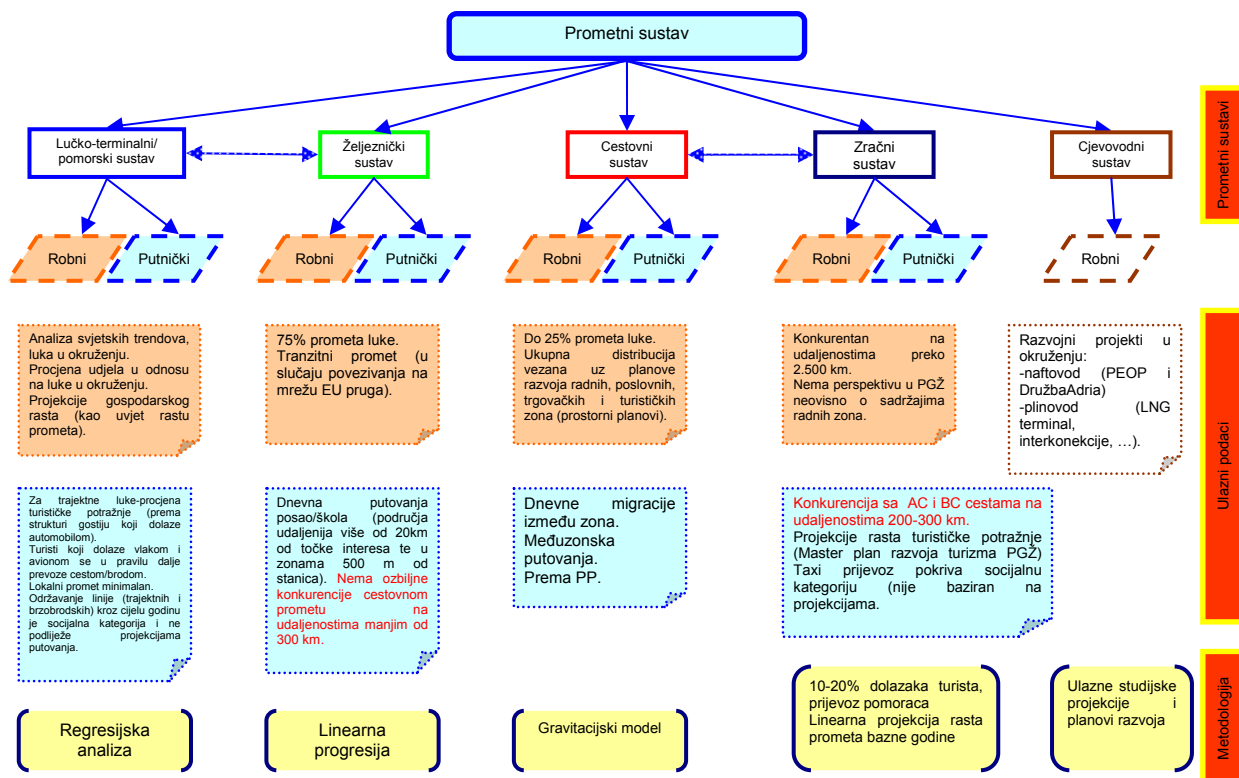 Prometni sustav
Prometni sustavi
Lučko-terminalni/
pomorski sustav
Željeznički
sustav
Cestovni
sustav
Zračni
sustav
Cjevovodni
sustav
Robni
Putnički
Robni
Putnički
Robni
Putnički
Robni
Putnički
Robni
Ulazni podaci
Analiza svjetskih trendova,
luka u okruženju.
Procjena udjela u odnosu
na luke u okruženju.
Projekcije gospodarskog
rasta (kao uvjet rastu
prometa).
75% prometa luke.
Tranzitni promet (u
slučaju povezivanja na
mrežu EU pruga).
Do 25% prometa luke.
Ukupna distribucija
vezana uz planove
razvoja radnih, poslovnih,
trgovačkih i turističkih
zona (prostorni planovi).
Konkurentan na
udaljenostima preko
2.500 km.
Nema perspektivu u PGŽ
neovisno o sadržajima
radnih zona.
Razvojni projekti u
okruženju:
-naftovod (PEOP i
DružbaAdria)
-plinovod (LNG
terminal,
interkonekcije, …).
Za trajektne luke-procjena
turističke potražnje (prema
strukturi gostiju koji dolaze
automobilom).
Turisti koji dolaze vlakom i
avionom se u pravilu dalje
prevoze cestom/brodom.
Lokalni promet minimalan.
Održavanje linije (trajektnih i
brzobrodskih) kroz cijelu godinu
je socijalna kategorija i ne
podliježe projekcijama
putovanja.
Dnevna putovanja
posao/škola (područja
udaljenija više od 20km
od točke interesa te u
zonama 500 m od
stanica). Nema ozbiljne
konkurencije cestovnom
prometu na
udaljenostima manjim od
300 km.
Dnevne migracije
između zona.
Međuzonska
putovanja.
Prema PP.
Konkurencija sa AC i BC cestama na
udaljenostima 200-300 km.
Projekcije rasta turističke potražnje
(Master plan razvoja turizma PGŽ)
Taxi prijevoz pokriva socijalnu
kategoriju (nije baziran na
projekcijama.
Metodologija
Regresijska
analiza
Linearna
progresija
Gravitacijski model
10-20% dolazaka turista,
prijevoz pomoraca
Linearna projekcija rasta
prometa bazne godine
Ulazne studijske
projekcije i
planovi razvoja